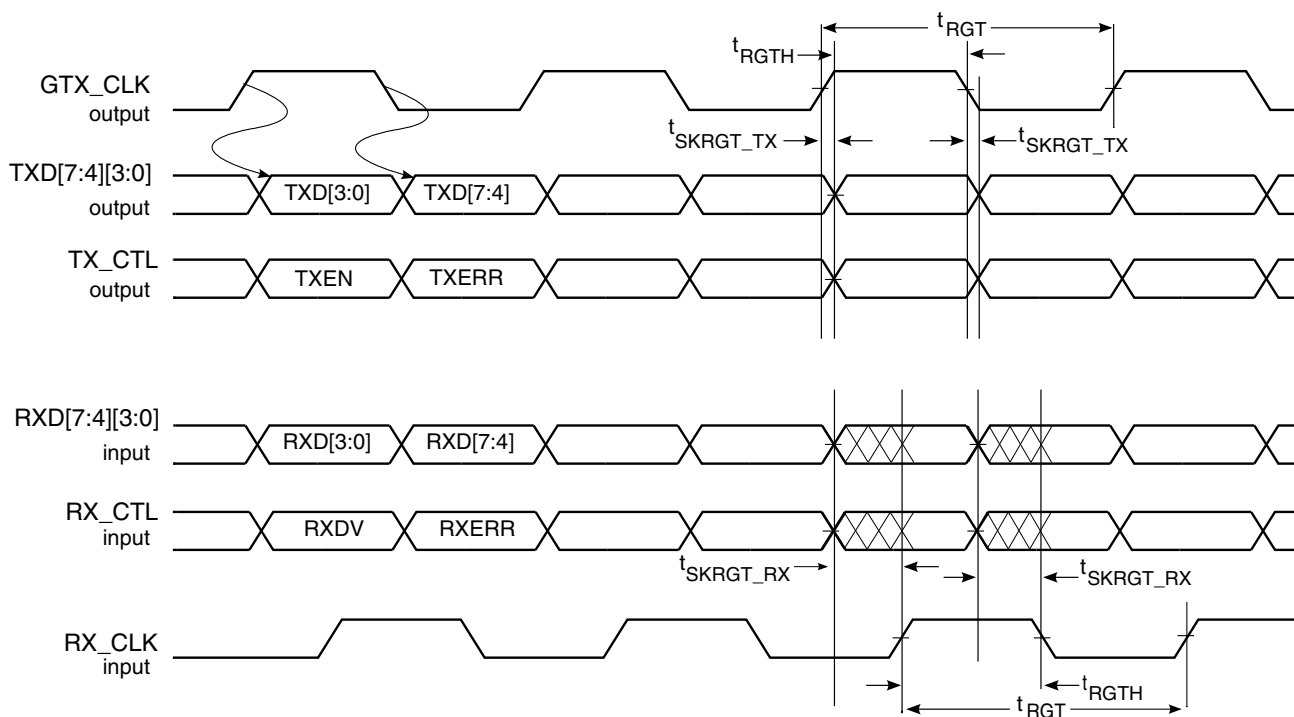 t_RGT
t_RGTH
GTX_CLK
output
t_SKRGT_TX
t_SKRGT_TX
TXD[7:4][3:0]
output
TXD[3:0]
TXD[7:4]
TX_CTL
output
TXEN
TXERR
RXD[7:4][3:0]
input
RXD[3:0]
RXD[7:4]
RX_CTL
input
RXDV
RXERR
t_SKRGT_RX
t_SKRGT_RX
RX_CLK
input
t_RGTH
t_RGT